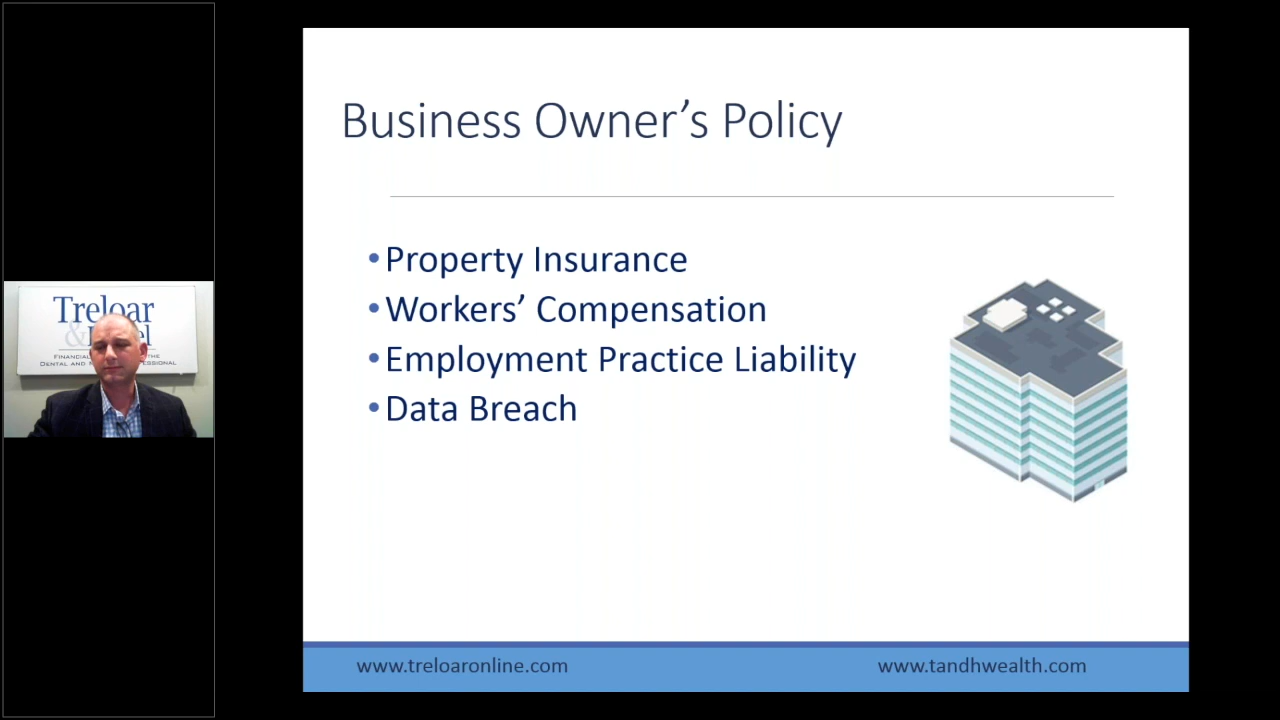 Treloar
&
FINANCIAL
THE
DENTAL AND
Business Owner’s Policy
•Property Insurance
•Workers’ Compensation
•Employment Practice Liability
•Data Breach
www.treloaronline.com
www.tandhwealth.com